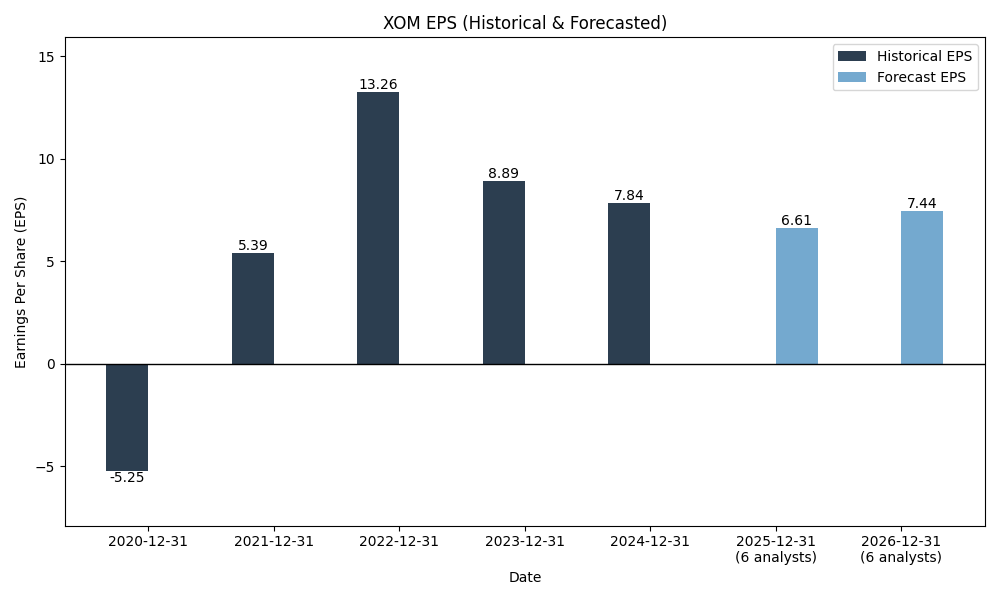 XOM EPS (Historical & Forecasted)
Historical EPS
Forecast EPS
Earnings Per Share (EPS)
15
10
5
0
−5
-5.25
5.39
13.26
8.89
7.84
6.61
7.44
2020-12-31
2021-12-31
2022-12-31
2023-12-31
2024-12-31
2025-12-31
(6 analysts)
2026-12-31
(6 analysts)
Date